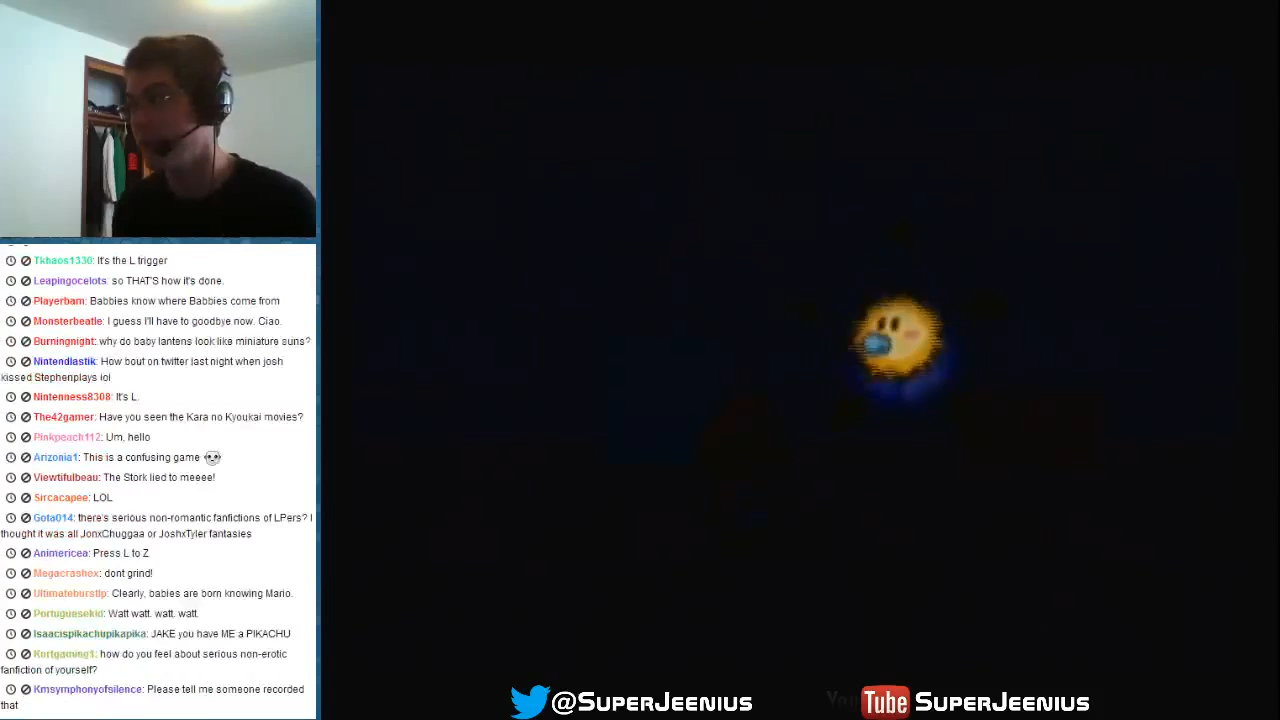 Tkhaos1330: It's the L trigger
Leapingocelots: so THAT'S how it's done.
Playerbam: Babbies know where Babbies come from
Monsterbeatle: I guess I'll have to goodbye now. Ciao.
Burningnight: why do baby lantens look like miniature suns?
Nintendiastik: How bout on twitter last night when josh
kissed Stephenplays lol
Nintenness8308: It's L.
The42gamer: Have you seen the Kara no Kyoukai movies?
Pinkpeach112: Um, hello
Arizonia1: This is a confusing game
Viewtifulbeau: The Stork lied to meeee!
Sircacapee: LOL
Gota014: there's serious non-romantic fanfictions of LPers? I
thought it was all JonxChuggaa or JoshxTyler fantasies
Animericea: Press L to Z
Megacrashex: dont grind!
Ultimateburstlp: Clearly, babies are born knowing Mario.
Portuguesekid: Watt watt. watt, watt.
Isaacispikachupikapika: JAKE you have ME a PIKACHU
Kortgaming1: how do you feel about serious non-erotic
fanfiction of yourself?
Kmsymphonyofsilence: Please tell me someone recorded
that
@SuperJeenius
YouTube SuperJeenius